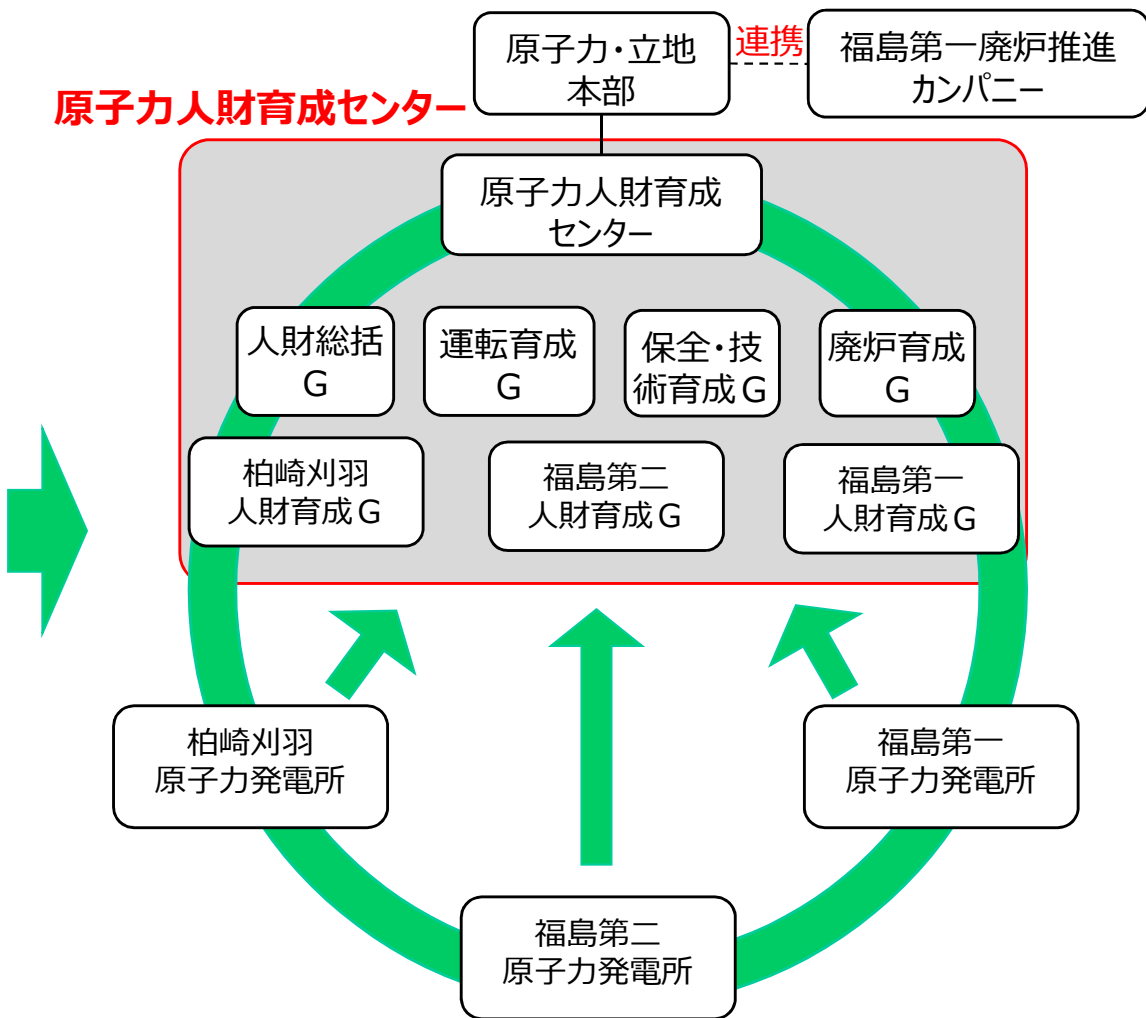 原子力・立地
本部
連携
福島第一廃炉推進
カンパニー
原子力人財育成センター
原子力人財育成
センター
人財総括
G
運転育成
G
保全・技
術育成G
廃炉育成
G
柏崎刈羽
人財育成G
福島第二
人財育成G
福島第一
人財育成G
柏崎刈羽
原子力発電所
福島第一
原子力発電所
福島第二
原子力発電所